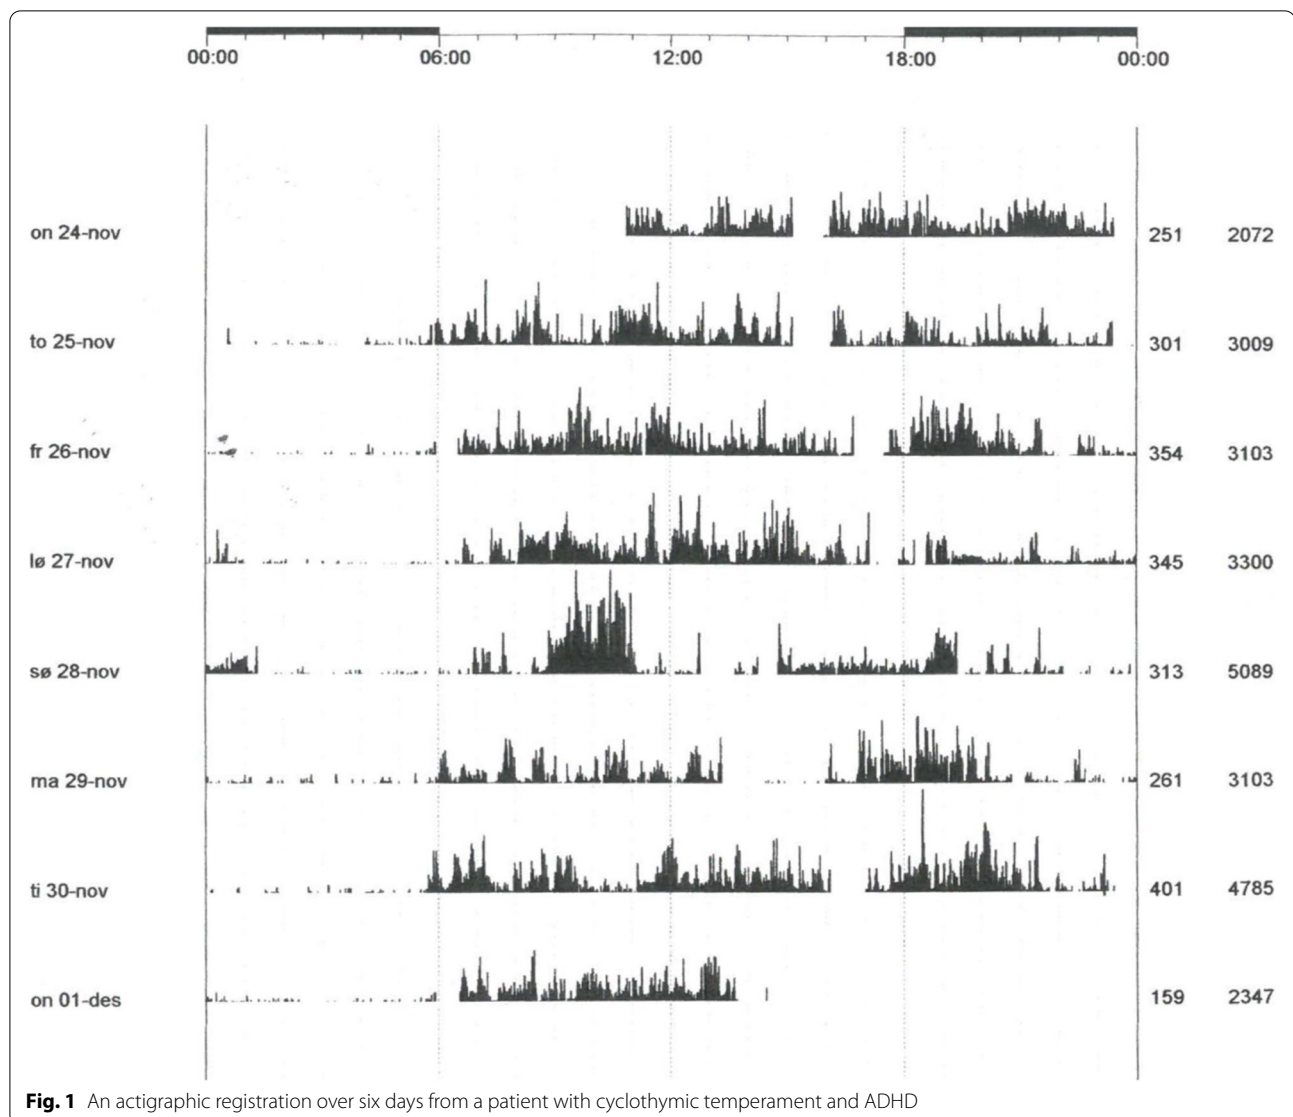 00:00 06:00 12:00 18:00 00:00
on 24-nov 251 2072
to 25-nov 301 3009
fr 26-nov 354 3103
lø 27-nov 345 3300
sø 28-nov 313 5089
ma 29-nov 261 3103
ti 30-nov 401 4785
on 01-des 159 2347
Fig. 1 An actigraphic registration over six days from a patient with cyclothymic temperament and ADHD